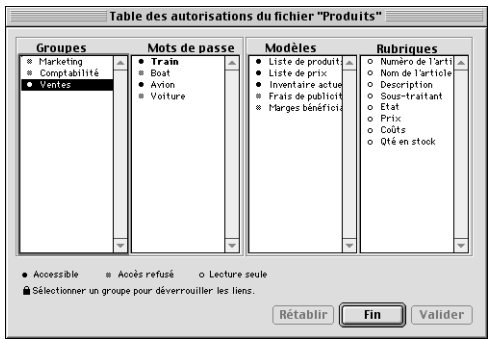 Table des autorisations du fichier "Produits"
Groupes
Marketing
Comptabilité
Ventes
Mots de passe
Train
Boat
Avion
Voiture
Modèles
Liste de produit
Liste de prix
Inventaire actue
Frais de publicit
Marges bénéficia
Rubriques
Numéro de l'arti
Nom de l'article
Description
Sous-traitant
Etat
Prix
Coûts
Qté en stock
Accessible Accès refusé Lecture seule
Sélectionner un groupe pour déverrouiller les liens.
Rétablir Fin Valider